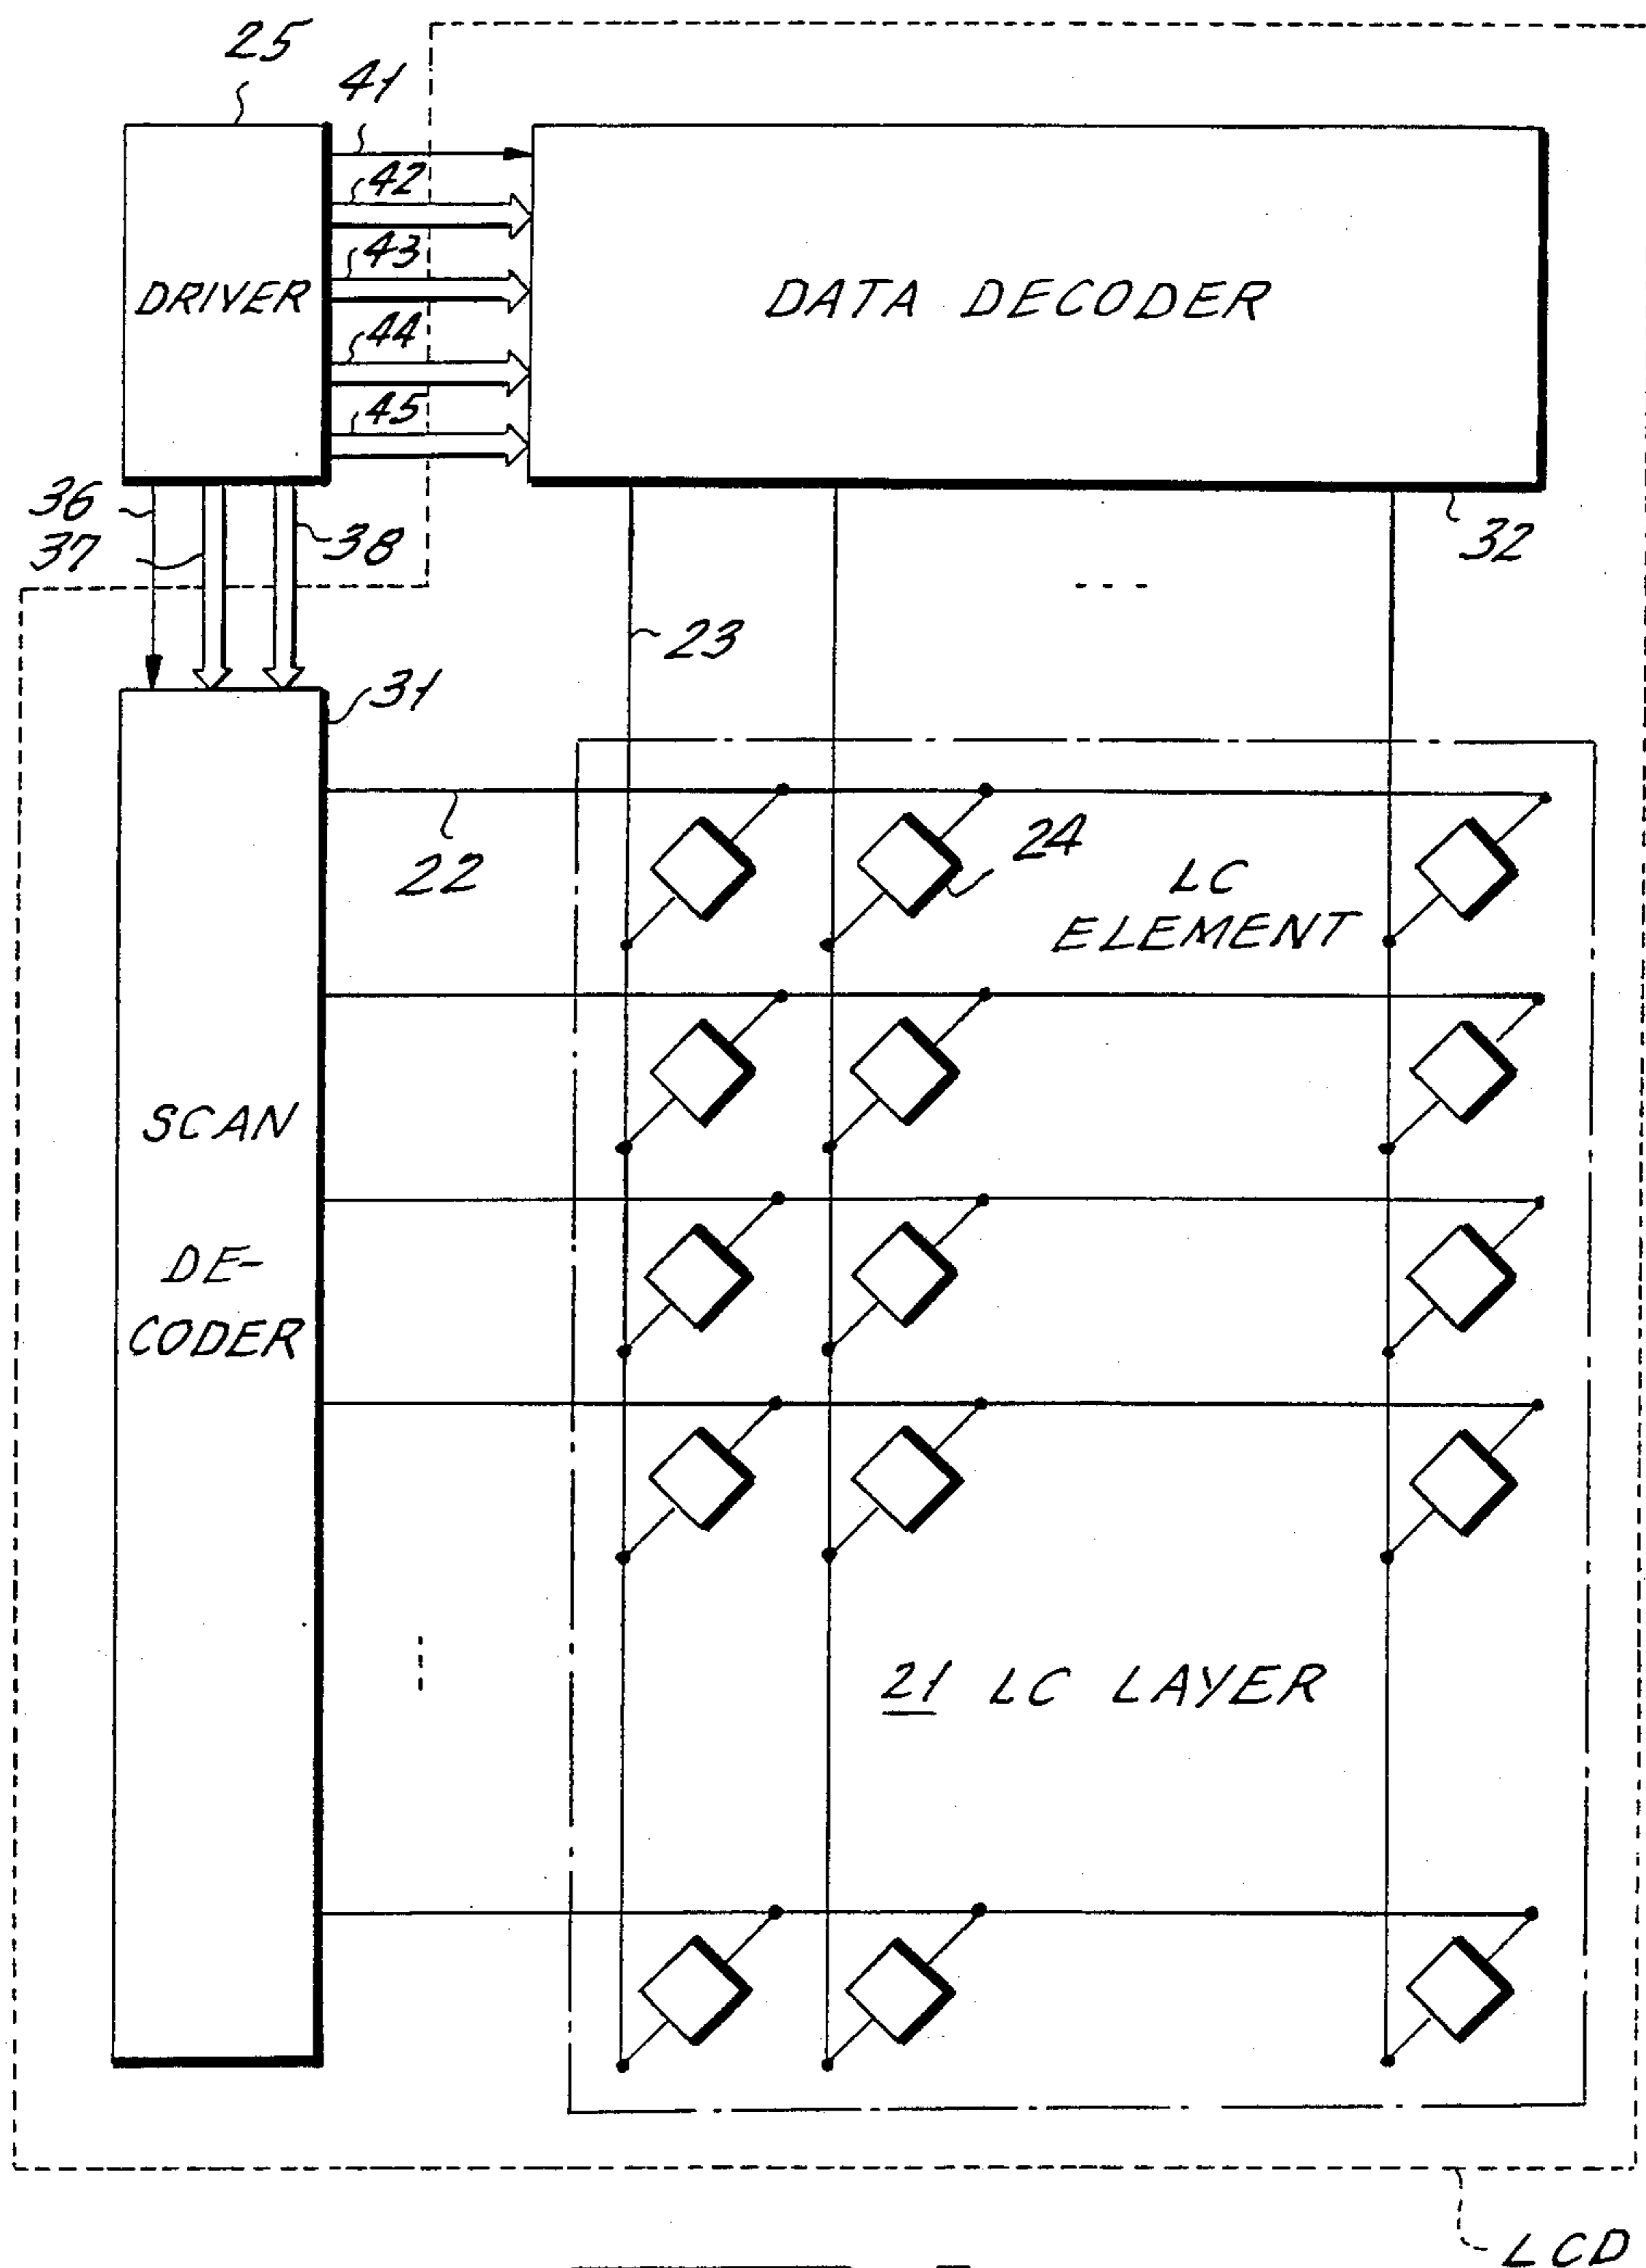 25
41
42
43
44
45
DRIVER
DATA DECODER
36
37
38
32
23
31
22
24
LC
ELEMENT
SCAN
DE-
CODER
21 LC LAYER
LCD